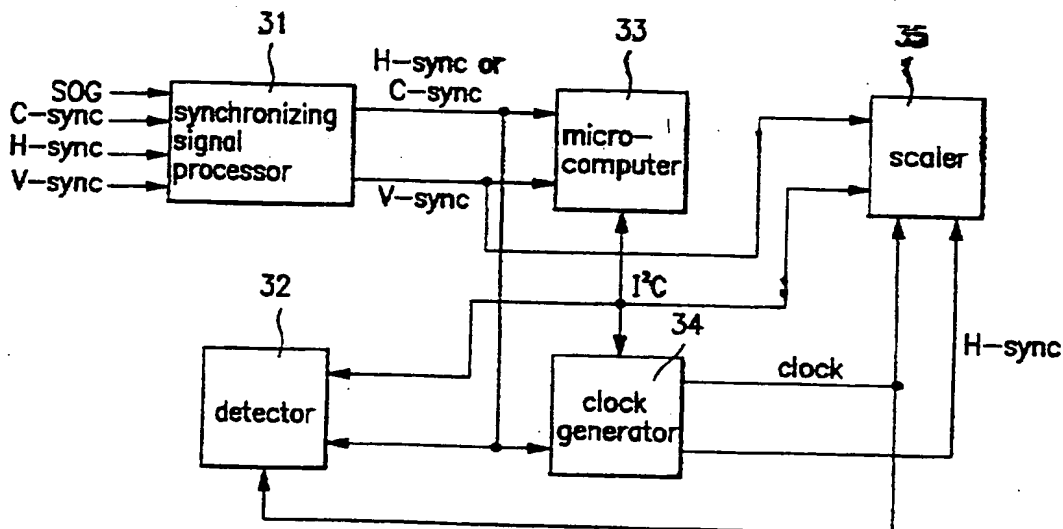 31
33
35
SOG
C-sync
H-sync
V-sync
synchronizing
signal
processor
H-sync or
C-sync
V-sync
micro-
computer
scaler
I²C
32
34
detector
clock
generator
clock
H-sync